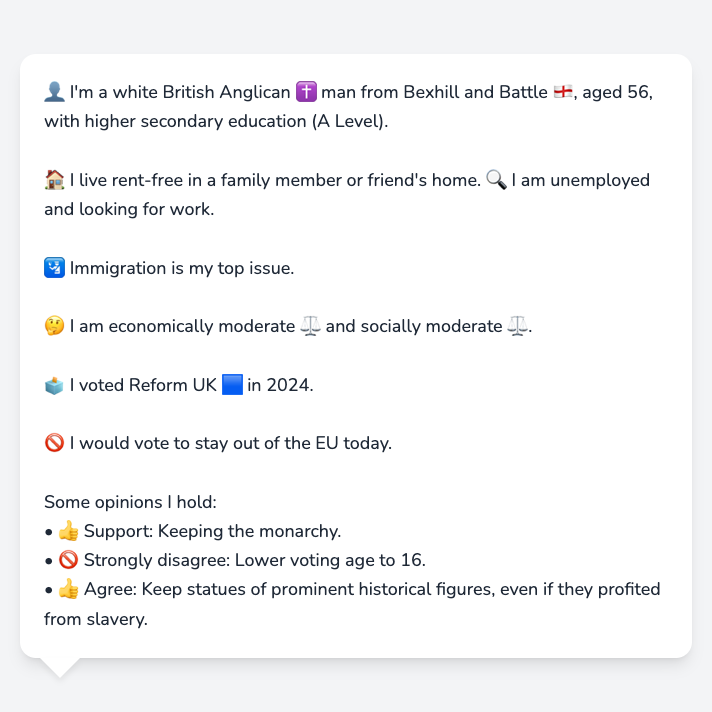 👤 I'm a white British Anglican ✝️ man from Bexhill and Battle 🏴󠁧󠁢󠁥󠁮󠁧󠁿, aged 56,
with higher secondary education (A Level).
🏠 I live rent-free in a family member or friend's home. 🔍 I am unemployed
and looking for work.
🛂 Immigration is my top issue.
🤔 I am economically moderate ⚖️ and socially moderate ⚖️.
🗳️ I voted Reform UK 🟦 in 2024.
🚫 I would vote to stay out of the EU today.
Some opinions I hold:
• 👍 Support: Keeping the monarchy.
• 🚫 Strongly disagree: Lower voting age to 16.
• 👍 Agree: Keep statues of prominent historical figures, even if they profited
from slavery.